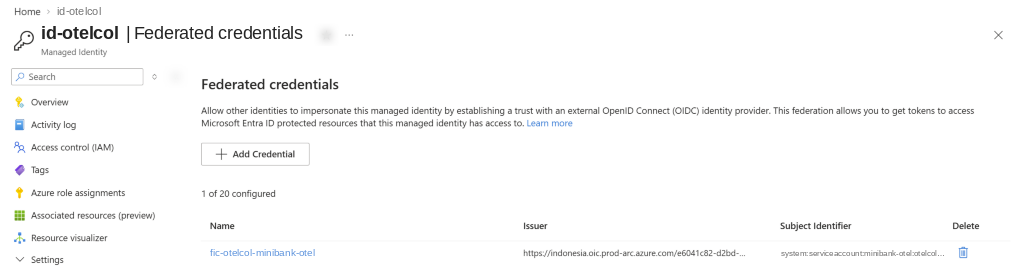 Home > id-otelcol
id-otelcol | Federated credentials ...
Managed Identity
Search
Overview
Activity log
Access control (IAM)
Tags
Azure role assignments
Associated resources (preview)
Resource visualizer
Settings
Federated credentials
Allow other identities to impersonate this managed identity by establishing a trust with an external OpenID Connect (OIDC) identity provider. This federation allows you to get tokens to access
Microsoft Entra ID protected resources that this managed identity has access to. Learn more
+ Add Credential
1 of 20 configured
Name Issuer Subject Identifier Delete
fic-otelcol-minibank-otel https://indonesia.oic.prod-arc.azure.com/e6041c82-d2bd-... system:serviceaccount:minibank-otel:otelcol...